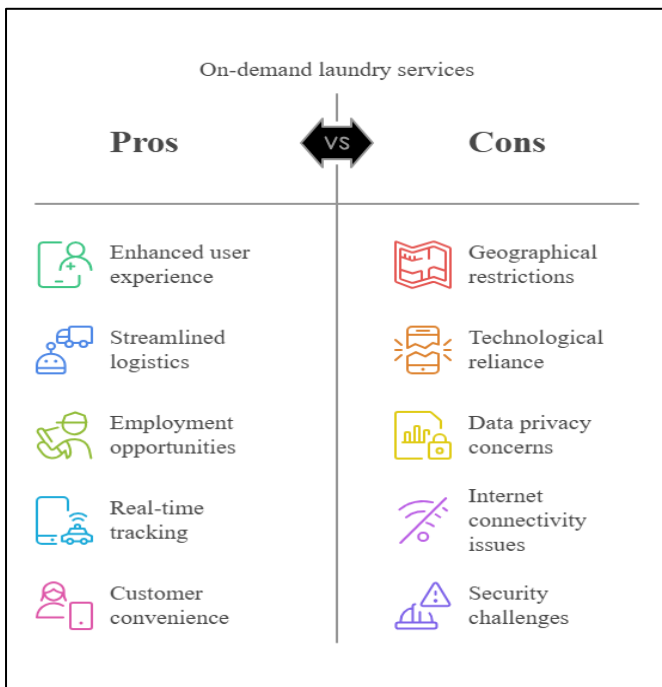 On-demand laundry services
Pros
VS
Cons
Enhanced user
experience
Streamlined
logistics
Employment
opportunities
Real-time
tracking
Customer
convenience
Geographical
restrictions
Technological
reliance
Data privacy
concerns
Internet
connectivity
issues
Security
challenges